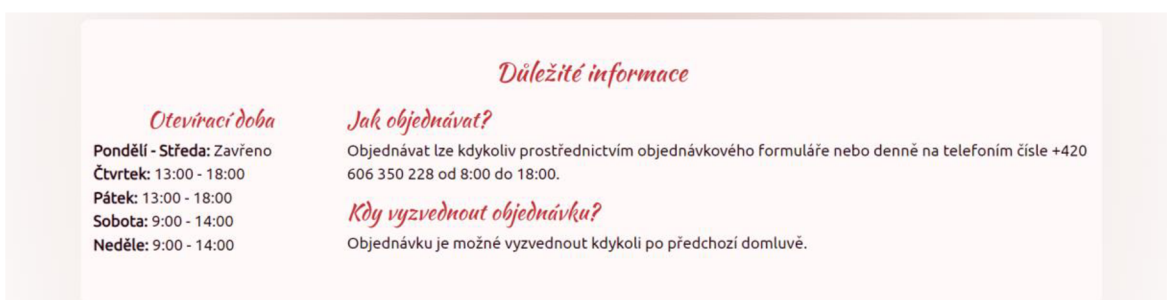 Důležité informace
Otevírací doba
Pondělí - Středa: Zavřeno
Čtvrtek: 13:00 - 18:00
Pátek: 13:00 - 18:00
Sobota: 9:00 - 14:00
Neděle: 9:00 - 14:00
Jak objednávat?
Objednávat lze kdykoliv prostřednictvím objednávkového formuláře nebo denně na telefoním čísle +420
606 350 228 od 8:00 do 18:00.
Kdy vyzvednout objednávku?
Objednávku je možné vyzvednout kdykoli po předchozí domluvě.